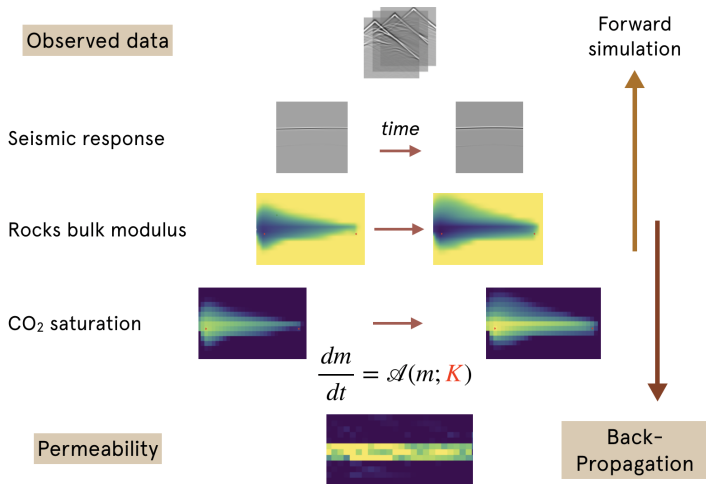 Observed data
Forward
simulation
Seismic response
time
Rocks bulk modulus
CO₂ saturation
dm/dt = 𝒜(m; K)
Permeability
Back-
Propagation